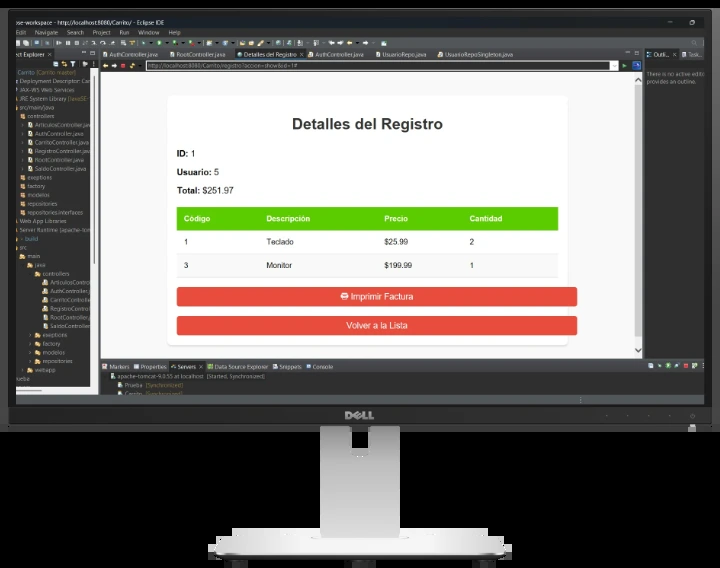 se-workspace - http://localhost:8080/Carrito/ - Eclipse IDE
Edit Navigate Search Project Run Window Help
ect Explorer AuthController.java RootController.java Detalles del Registro AuthController.java UsuarioRepo.java UsuarioRepoSingleton.java Outl... Task
http://localhost:8080/Carrito/registro?accion=show&id=1#
Carrito [Carrito master]
Deployment Descriptor: Car
JAX-WS Web Services
JRE System Library [JavaSE
src/main/java
controllers
ArticulosController.java
AuthController.java
CarritoController.java
RegistroController.java
RootController.java
SaldoController.java
exeptions
factory
modelos
repositories
repositories.interfaces
Web App Libraries
Server Runtime [apache-tom
build
src
main
java
controllers
ArticulosContro
AuthController.j
CarritoControlle
RegistroControl
RootController.j
SaldoController
exeptions
factory
modelos
repositories
webapp
ueba
There is no active edito
provides an outline.
Detalles del Registro
ID: 1
Usuario: 5
Total: $251.97
Código Descripción Precio Cantidad
1 Teclado $25.99 2
3 Monitor $199.99 1
Imprimir Factura
Volver a la Lista
Markers Properties Servers Data Source Explorer Snippets Console
apache-tomcat-9.0.55 at localhost [Started, Synchronized]
Prueba [Synchronized]
Carrito [Synchronized]
DELL